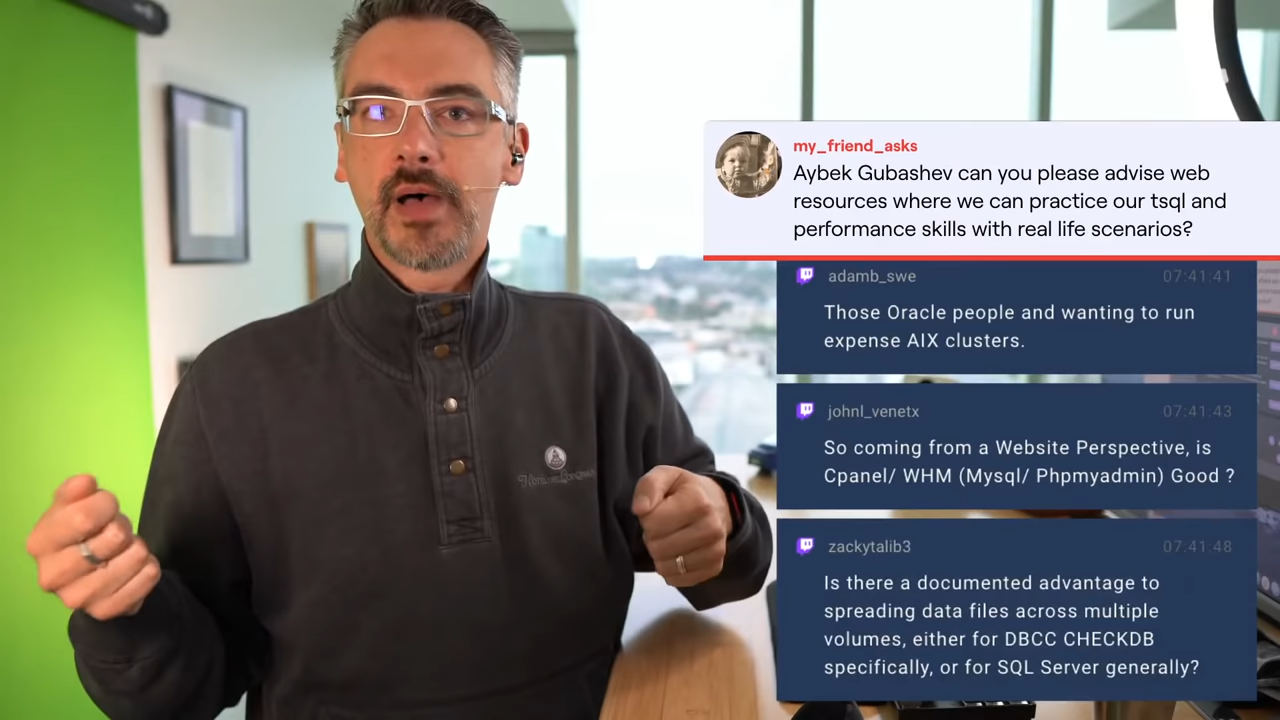 my_friend_asks
Aybek Gubashev can you please advise web
resources where we can practice our tsql and
performance skills with real life scenarios?
adamb_swe 07:41:41
Those Oracle people and wanting to run
expense AIX clusters.
johnl_venetx 07:41:43
So coming from a Website Perspective, is
Cpanel/ WHM (Mysql/ Phpmyadmin) Good ?
zackytalib3 07:41:48
Is there a documented advantage to
spreading data files across multiple
volumes, either for DBCC CHECKDB
specifically, or for SQL Server generally?